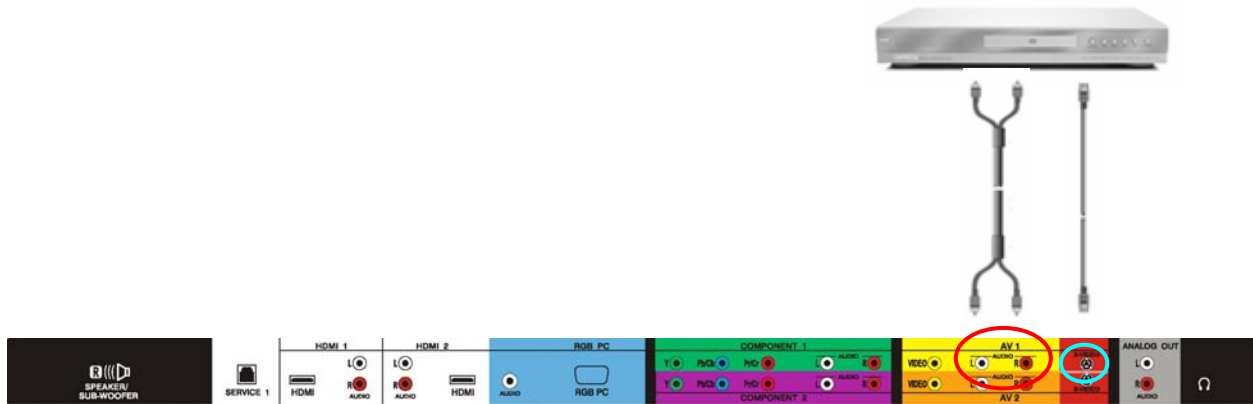 R
SPEAKER/
SUB-WOOFER
SERVICE 1
HDMI 1
HDMI
L
R
AUDIO
HDMI 2
L
R
AUDIO
HDMI
RGB PC
AUDIO
RGB PC
COMPONENT 1
Y Pb/Cb Pr/Cr L AUDIO R
Y Pb/Cb Pr/Cr L AUDIO R
COMPONENT 2
AV 1
VIDEO L AUDIO R
VIDEO L AUDIO R
AV 2
S-VIDEO
S-VIDEO
ANALOG OUT
L
R
AUDIO